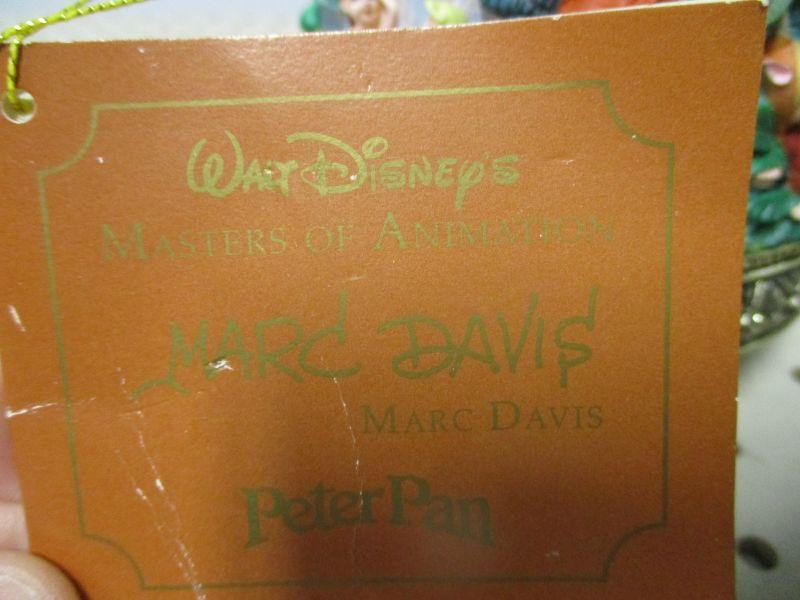 Walt Disney's
Masters of Animation
Marc Davis
Marc Davis
Peter Pan